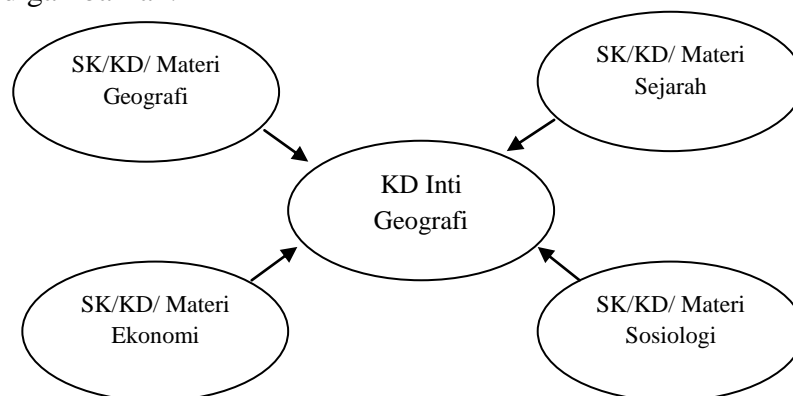 SK/KD/ Materi
Geografi
SK/KD/ Materi
Sejarah
KD Inti
Geografi
SK/KD/ Materi
Ekonomi
SK/KD/ Materi
Sosiologi